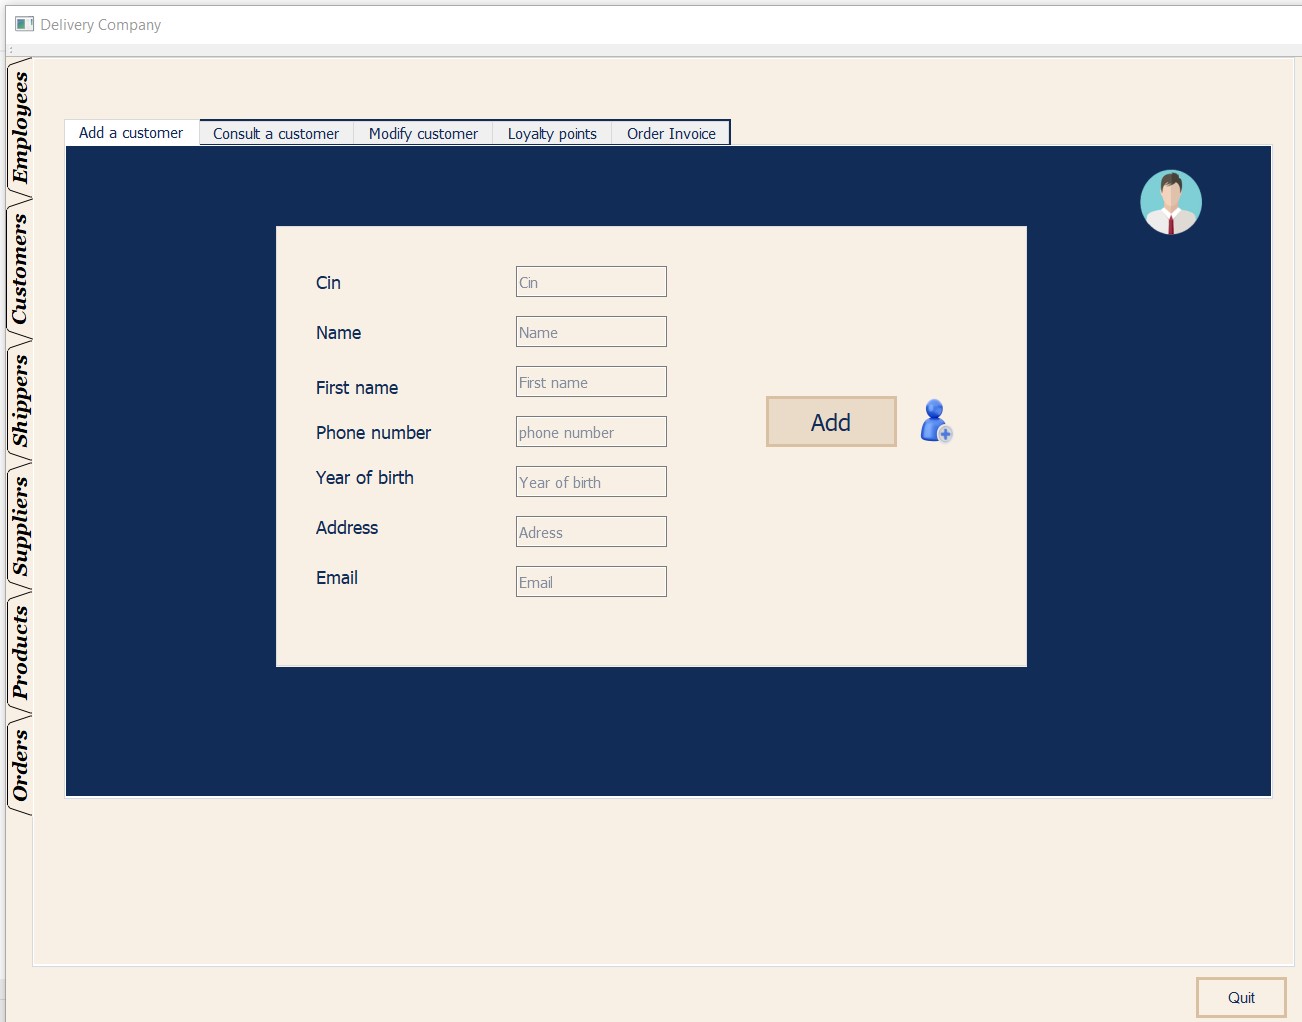 Delivery Company
Employees
Customers
Shippers
Suppliers
Products
Orders
Add a customer
Consult a customer
Modify customer
Loyalty points
Order Invoice
Cin
Cin
Name
Name
First name
First name
Phone number
phone number
Year of birth
Year of birth
Address
Adress
Email
Email
Add
Quit